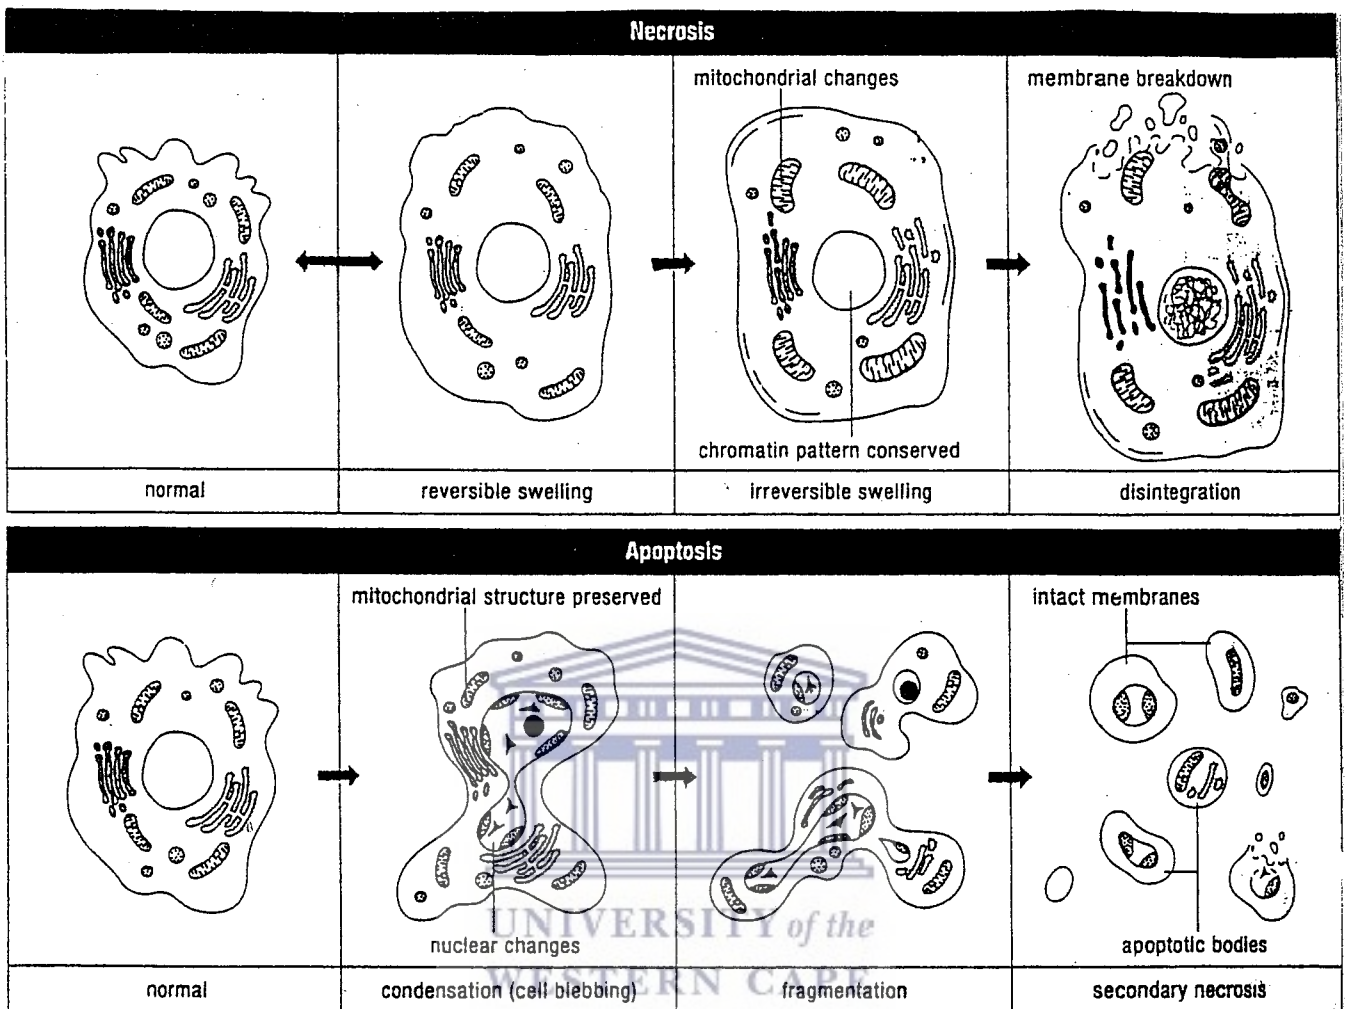 Necrosis
mitochondrial changes
membrane breakdown
chromatin pattern conserved
normal
reversible swelling
irreversible swelling
disintegration
Apoptosis
mitochondrial structure preserved
intact membranes
nuclear changes
apoptotic bodies
UNIVERSITY of the
WESTERN CAPE
normal
condensation (cell blebbing)
fragmentation
secondary necrosis